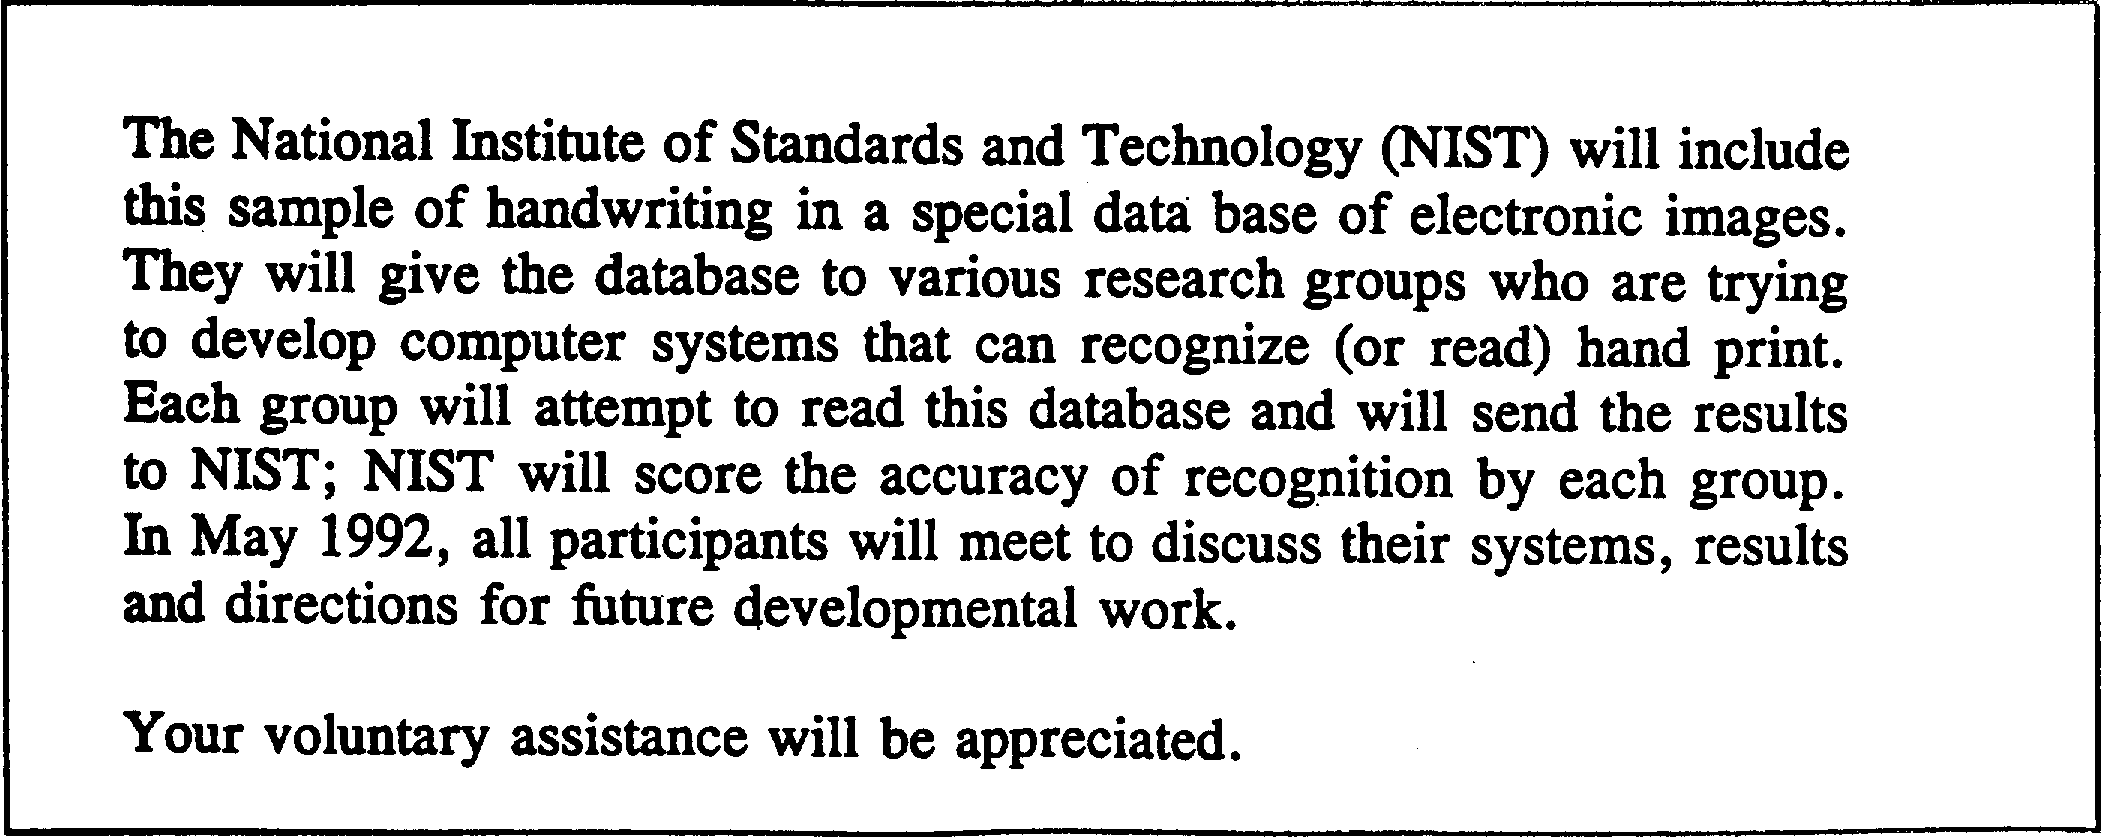 The National Institute of Standards and Technology (NIST) will include
this sample of handwriting in a special data base of electronic images.
They will give the database to various research groups who are trying
to develop computer systems that can recognize (or read) hand print.
Each group will attempt to read this database and will send the results
to NIST; NIST will score the accuracy of recognition by each group.
In May 1992, all participants will meet to discuss their systems, results
and directions for future developmental work.
Your voluntary assistance will be appreciated.